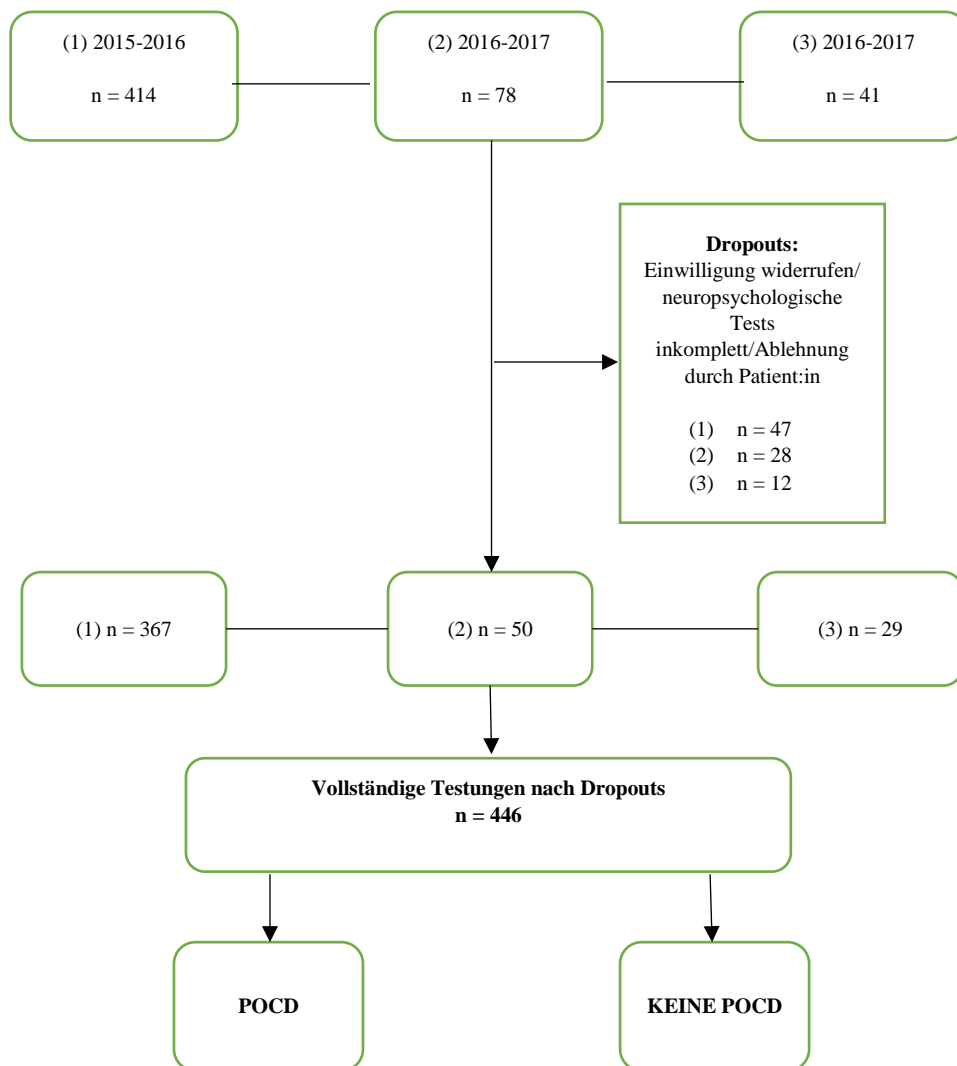 (1) 2015-2016
n = 414
(2) 2016-2017
n = 78
(3) 2016-2017
n = 41
Dropouts:
Einwilligung widerrufen/
neuropsychologische
Tests
inkomplett/Ablehnung
durch Patient:in
(1) n = 47
(2) n = 28
(3) n = 12
(1) n = 367
(2) n = 50
(3) n = 29
Vollständige Testungen nach Dropouts
n = 446
POCD
KEINE POCD